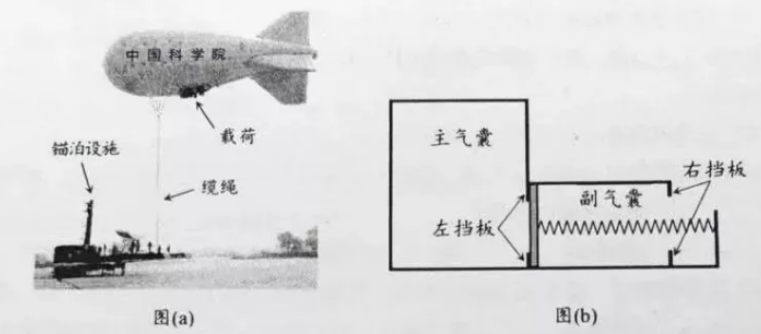 中国科学院
载荷
锚泊设施
缆绳
图(a)
主气囊
右挡板
副气囊
左挡板
图(b)